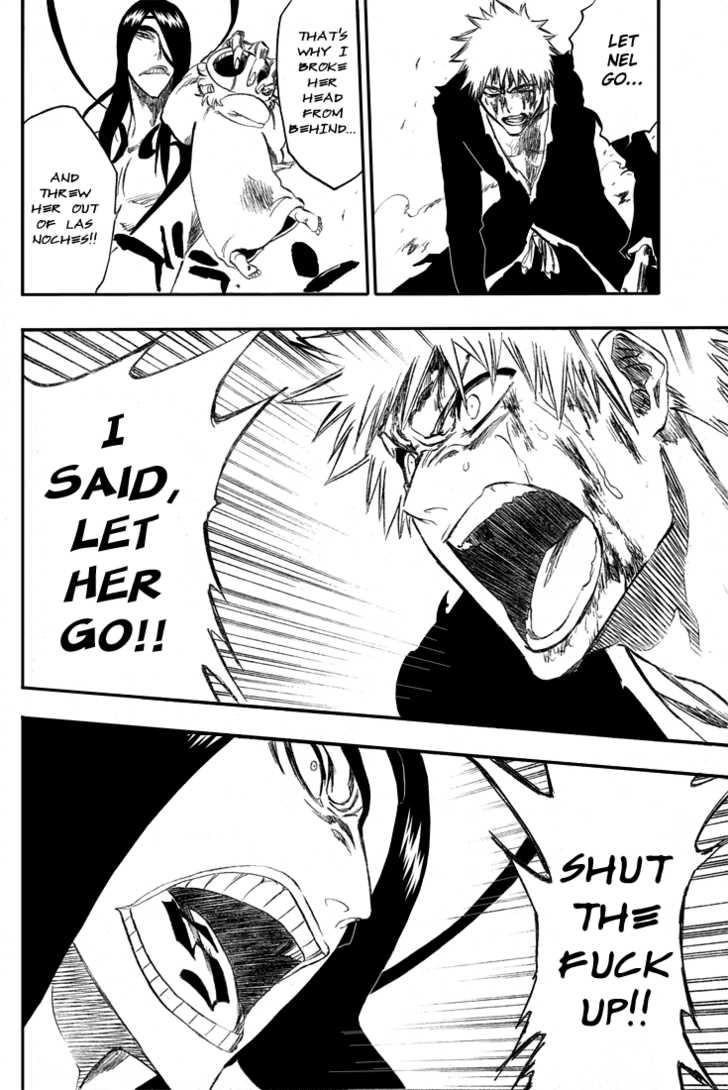 LET
NEL
GO...
THAT'S
WHY I
BROKE
HER
HEAD
FROM
BEHIND...
AND
THREW
HER OUT
OF LAS
NOCHES!!
I
SAID,
LET
HER
GO!!
SHUT
THE
FUCK
UP!!